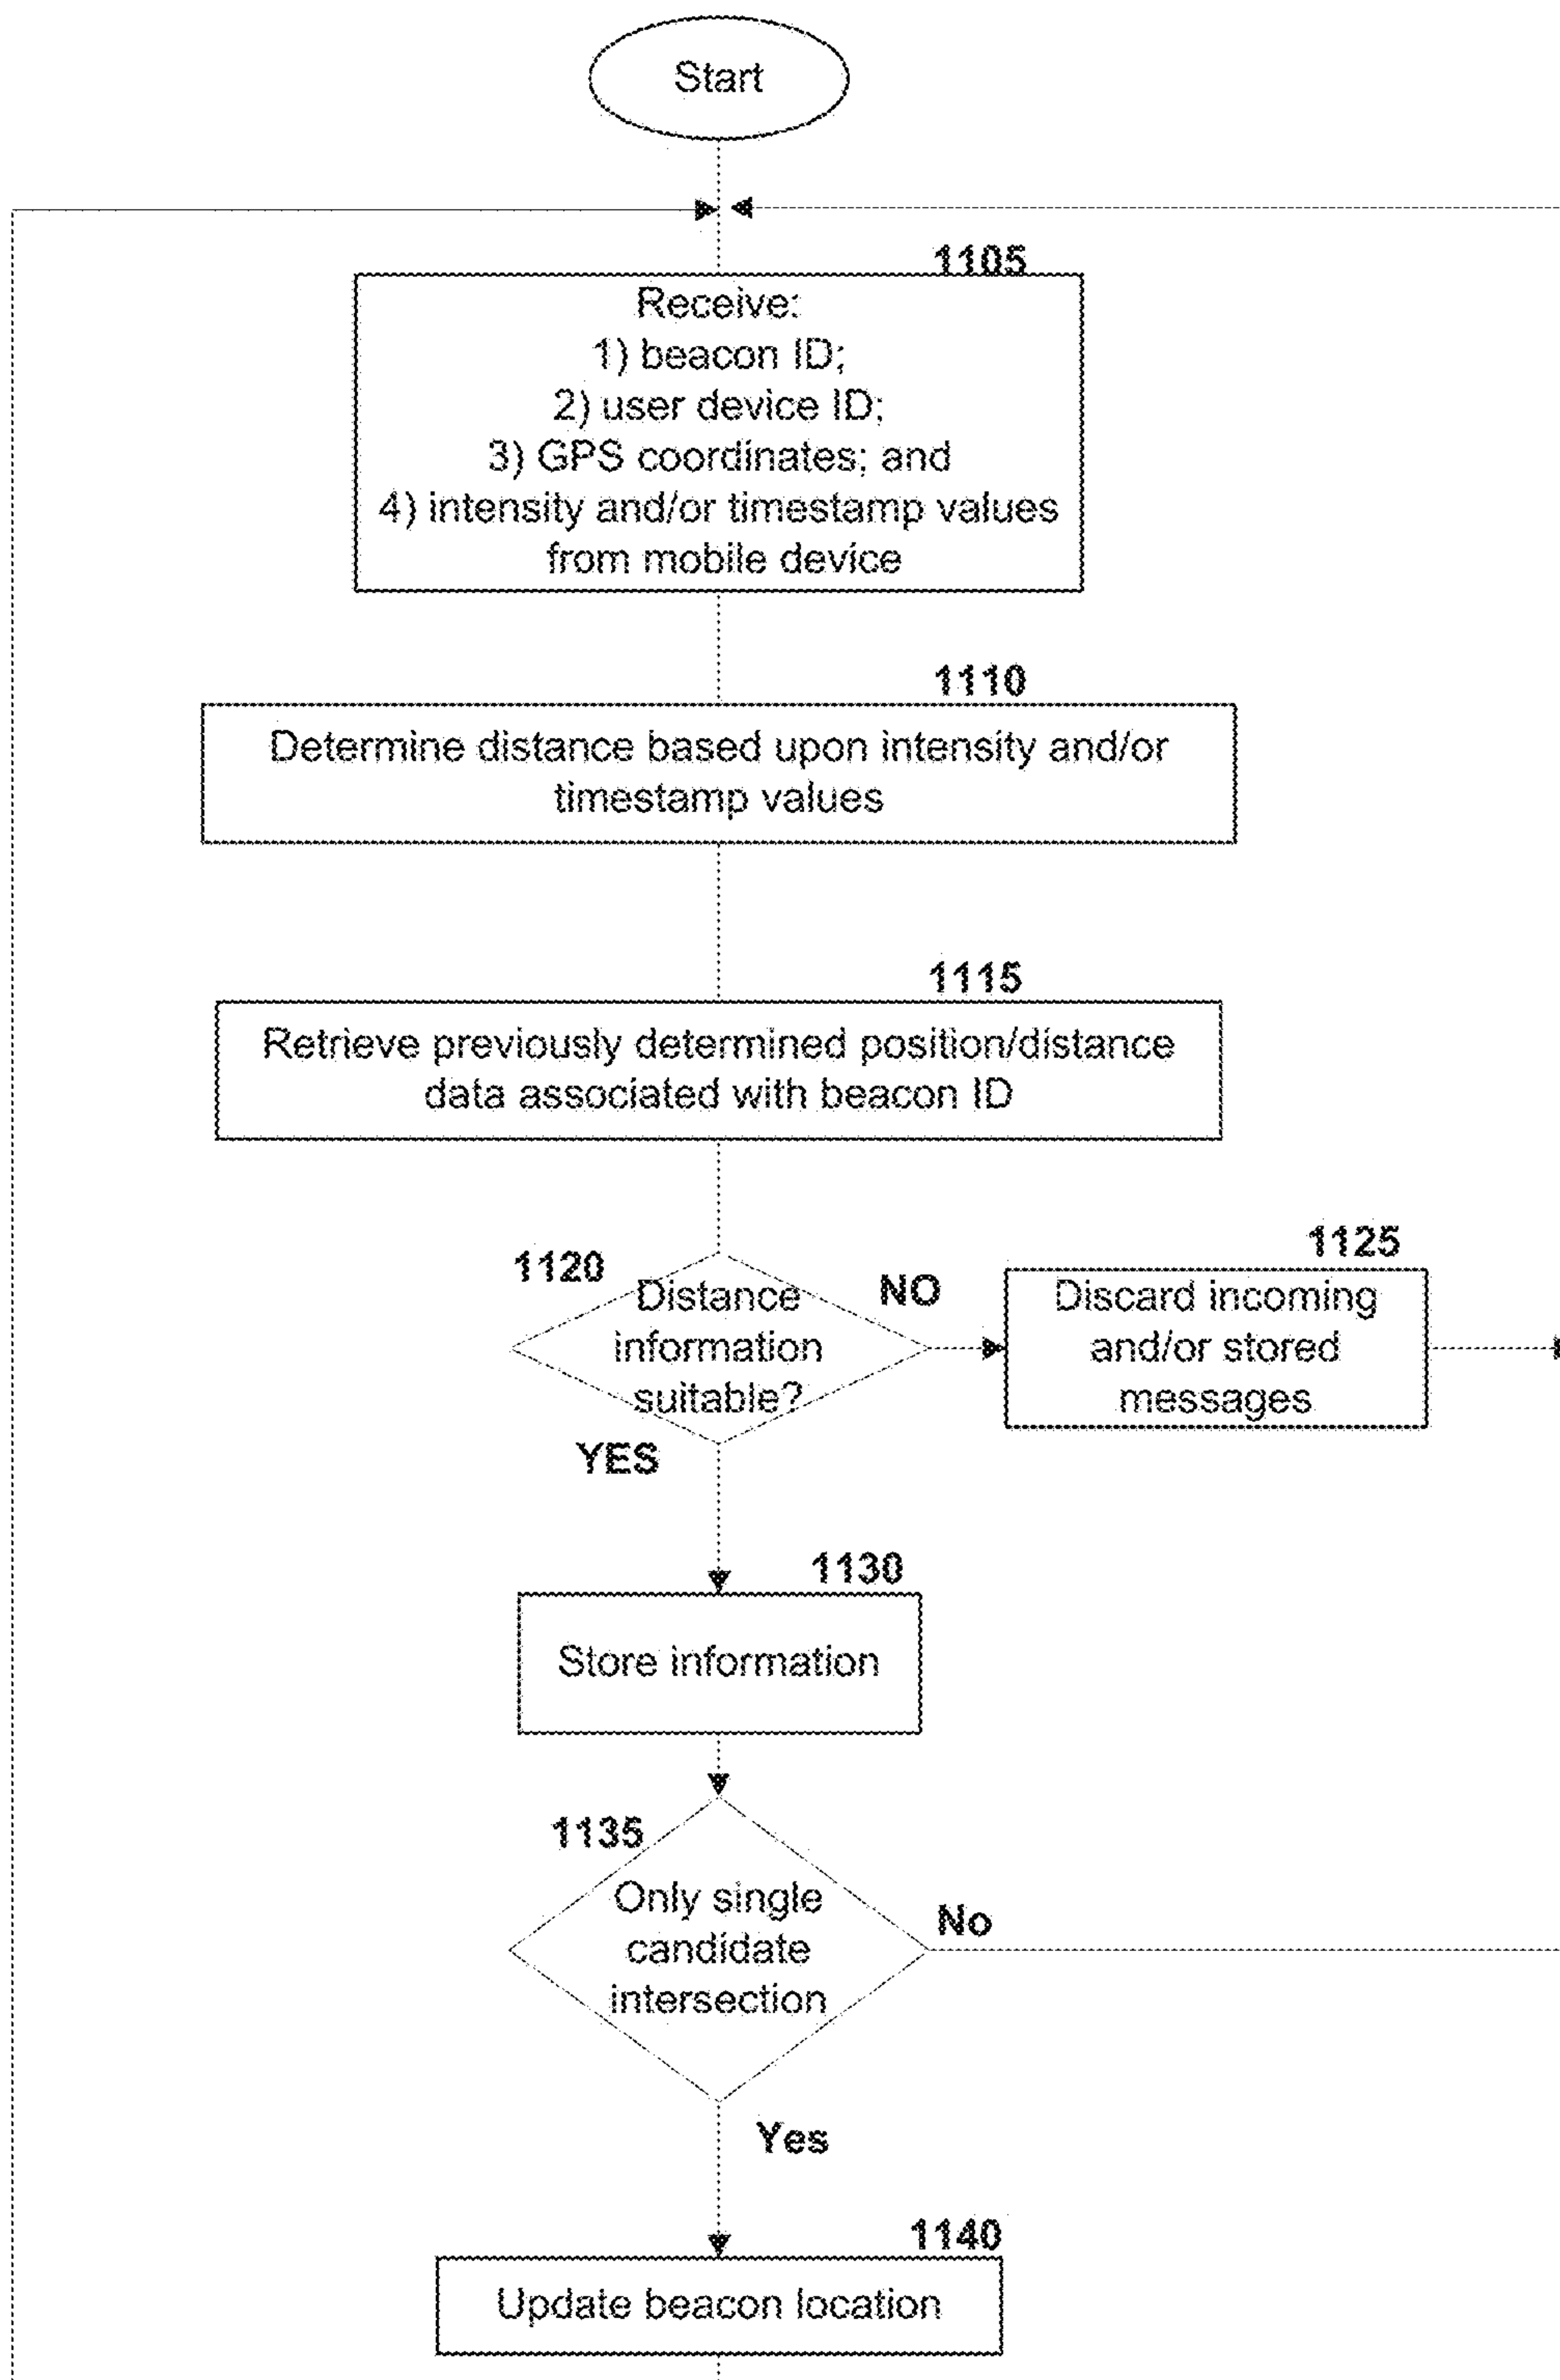 Start
1105
Receive:
1) beacon ID;
2) user device ID;
3) GPS coordinates; and
4) intensity and/or timestamp values
from mobile device
1110
Determine distance based upon intensity and/or
timestamp values
1115
Retrieve previously determined position/distance
data associated with beacon ID
1120
Distance
information
suitable?
NO
1125
Discard incoming
and/or stored
messages
YES
1130
Store information
1135
Only single
candidate
intersection
No
Yes
1140
Update beacon location